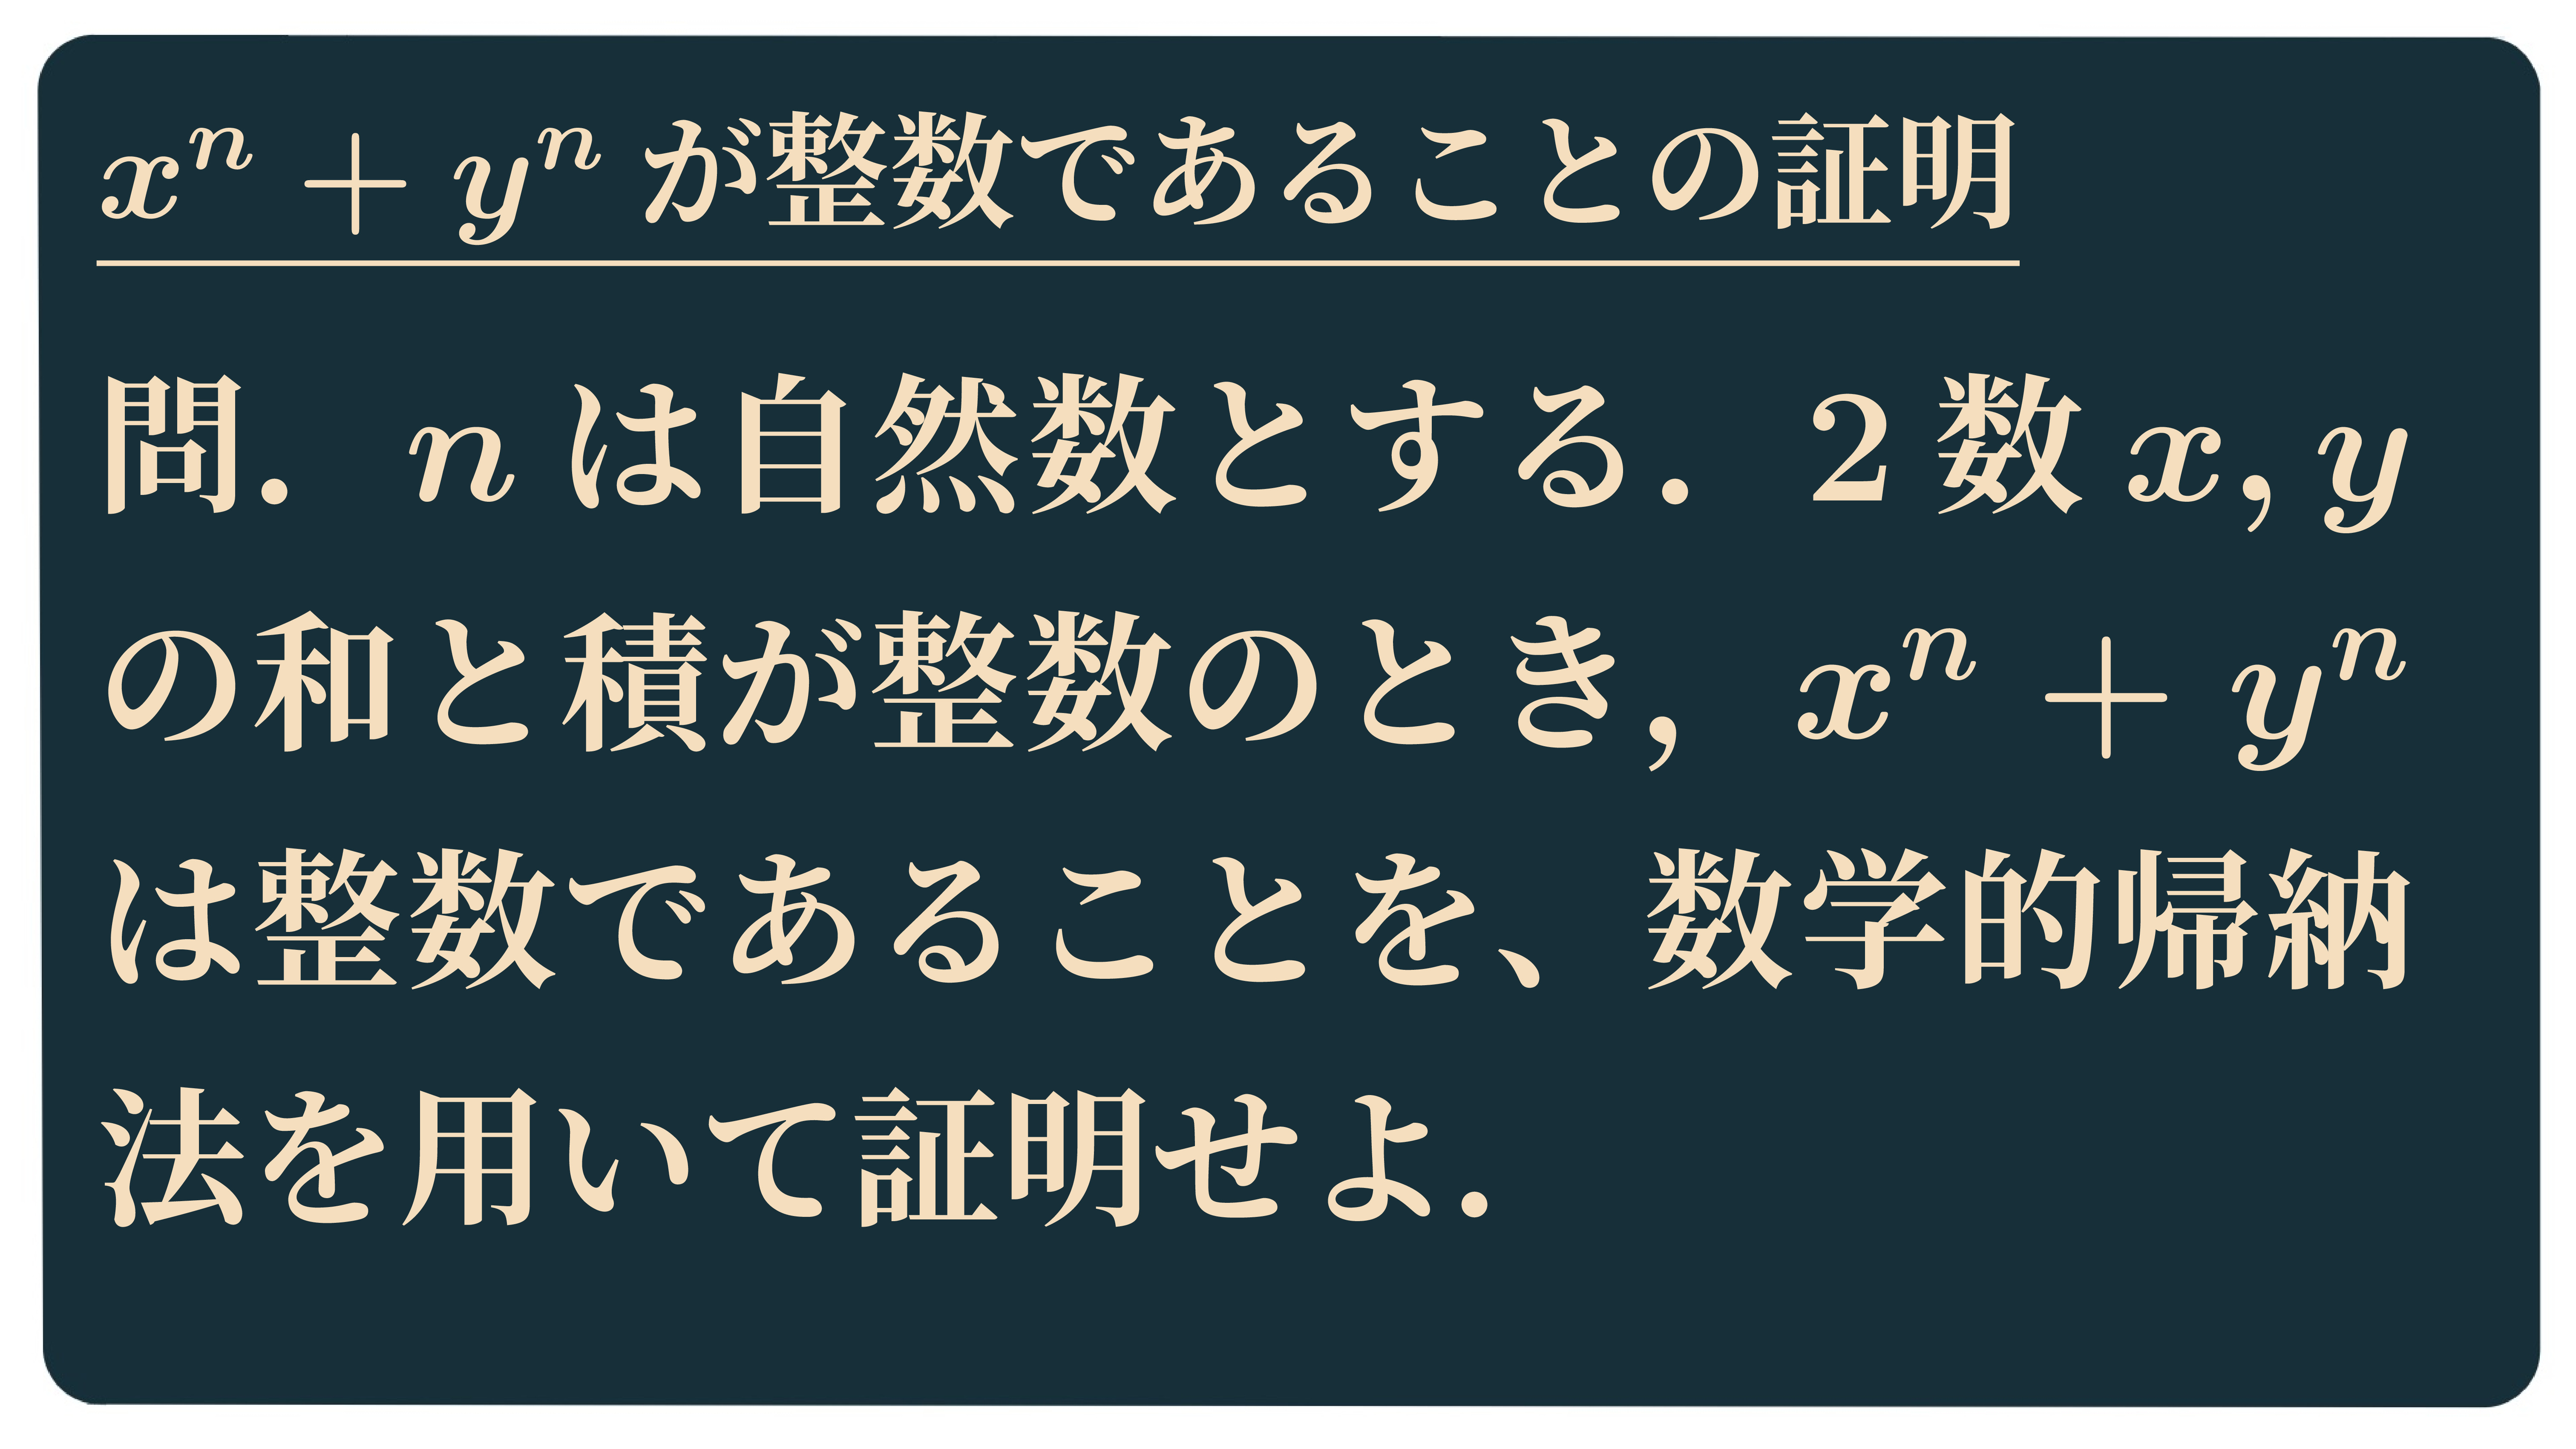 xⁿ + yⁿ が整数であることの証明
問. n は自然数とする. 2 数 x, y
の和と積が整数のとき, xⁿ + yⁿ
は整数であることを、数学的帰納
法を用いて証明せよ.